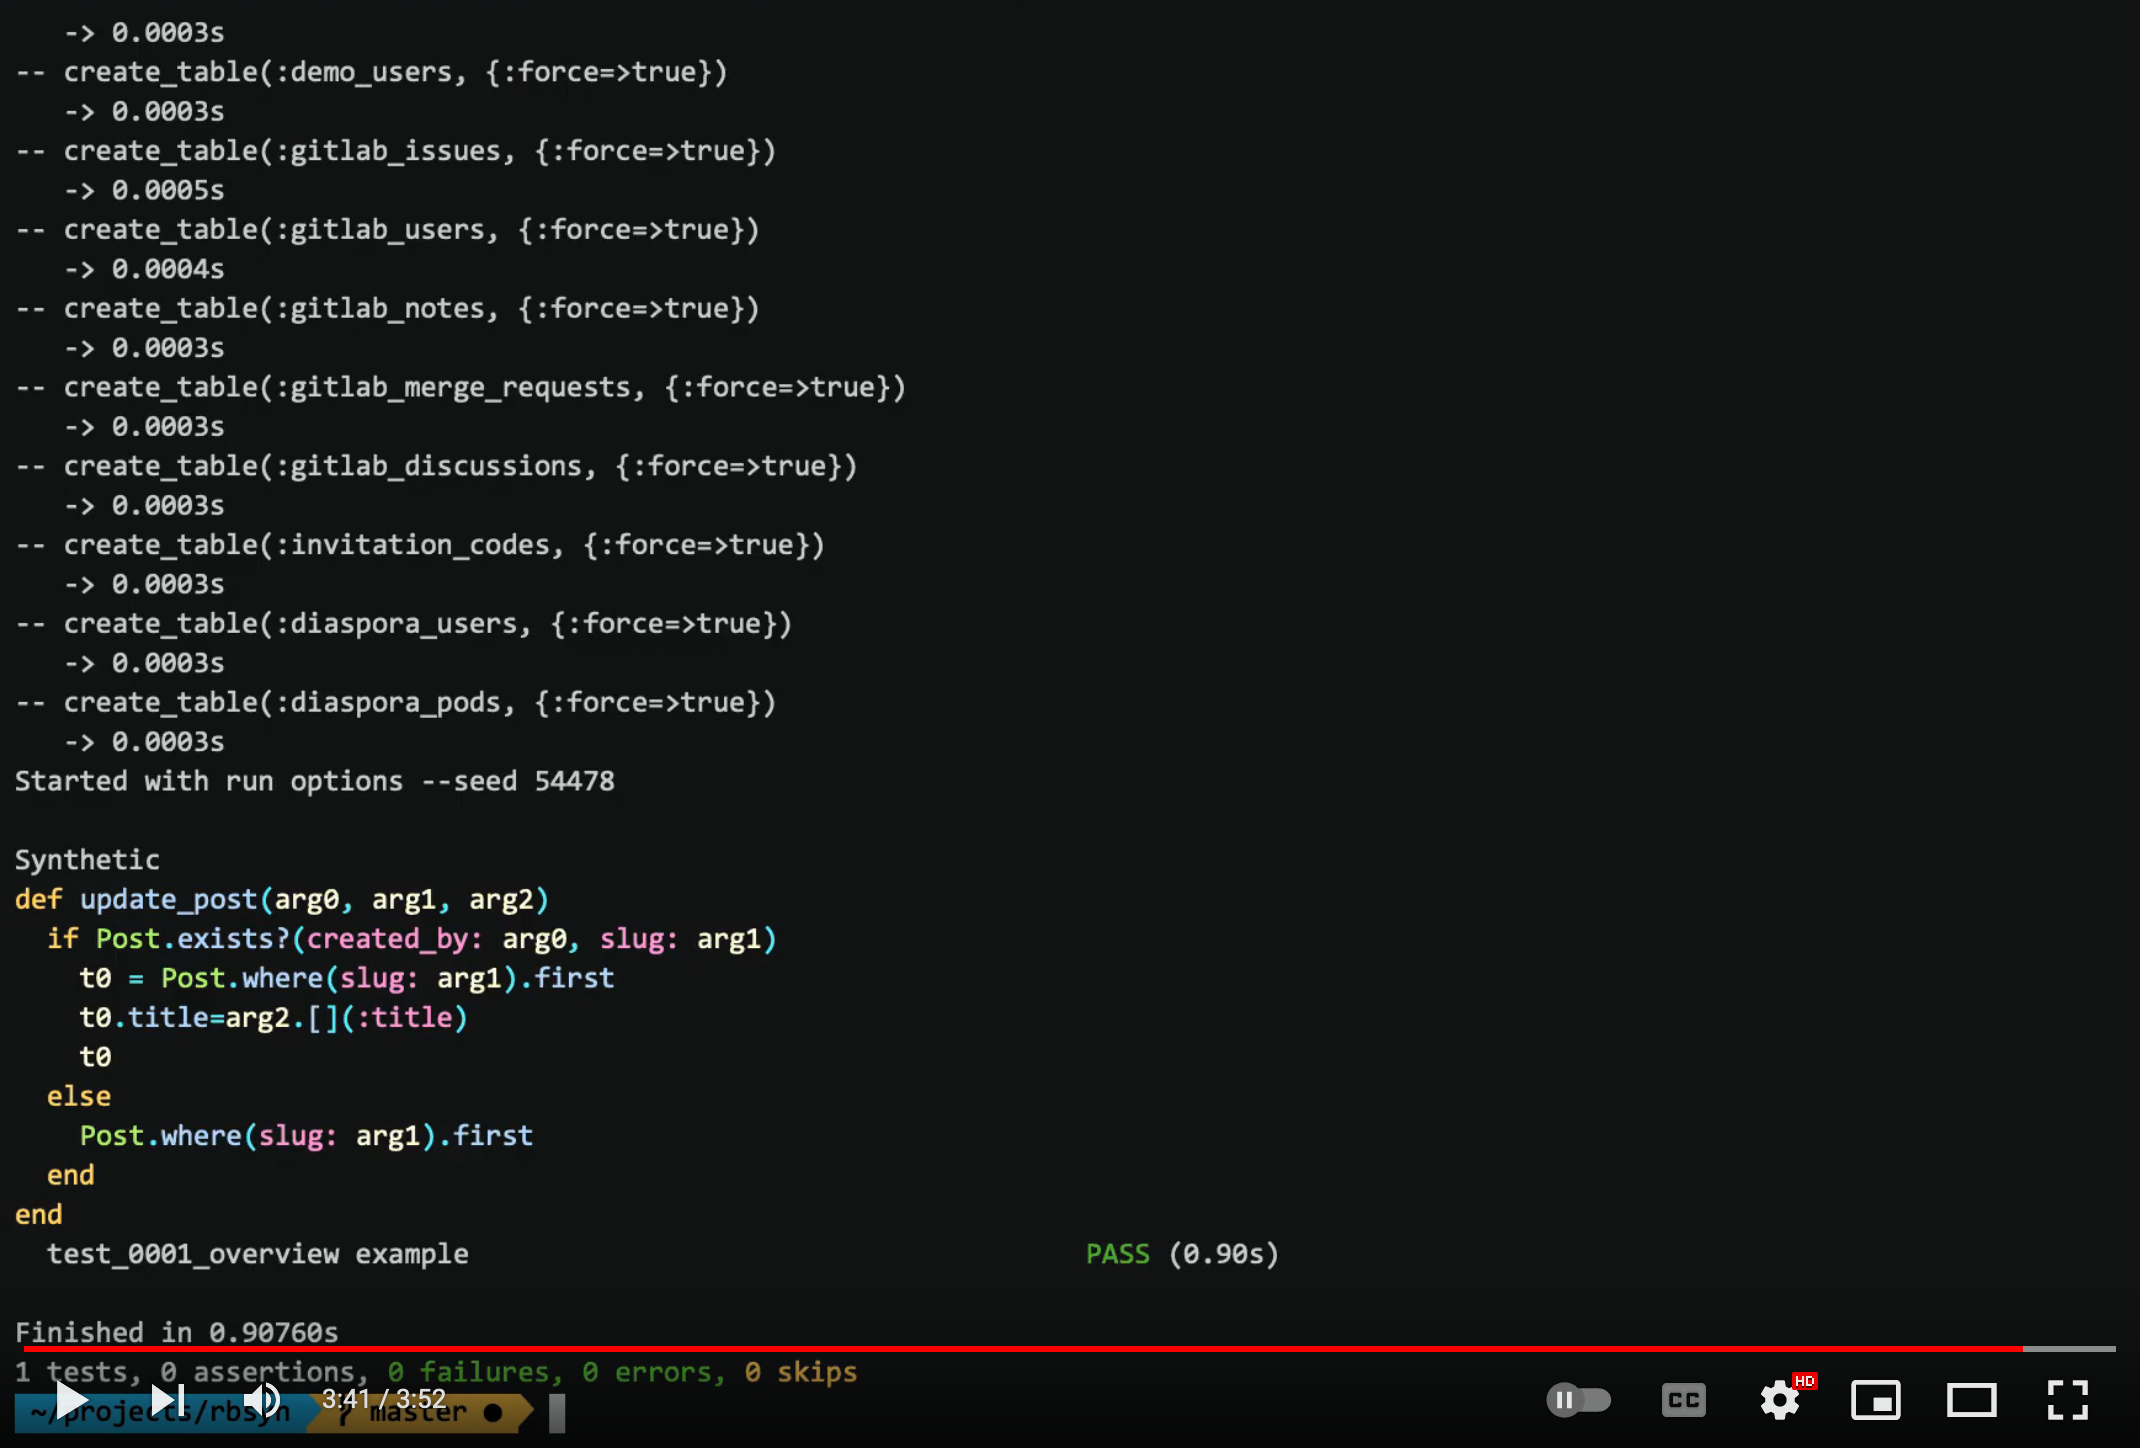 -> 0.0003s
-- create_table(:demo_users, {:force=>true})
   -> 0.0003s
-- create_table(:gitlab_issues, {:force=>true})
   -> 0.0005s
-- create_table(:gitlab_users, {:force=>true})
   -> 0.0004s
-- create_table(:gitlab_notes, {:force=>true})
   -> 0.0003s
-- create_table(:gitlab_merge_requests, {:force=>true})
   -> 0.0003s
-- create_table(:gitlab_discussions, {:force=>true})
   -> 0.0003s
-- create_table(:invitation_codes, {:force=>true})
   -> 0.0003s
-- create_table(:diaspora_users, {:force=>true})
   -> 0.0003s
-- create_table(:diaspora_pods, {:force=>true})
   -> 0.0003s
Started with run options --seed 54478

Synthetic
def update_post(arg0, arg1, arg2)
  if Post.exists?(created_by: arg0, slug: arg1)
    t0 = Post.where(slug: arg1).first
    t0.title=arg2.[](:title)
    t0
  else
    Post.where(slug: arg1).first
  end
end
  test_0001_overview example PASS (0.90s)

Finished in 0.90760s
1 tests, 0 assertions, 0 failures, 0 errors, 0 skips
~/projects/rbsyn master ●
3:41 / 3:52
CC
HD